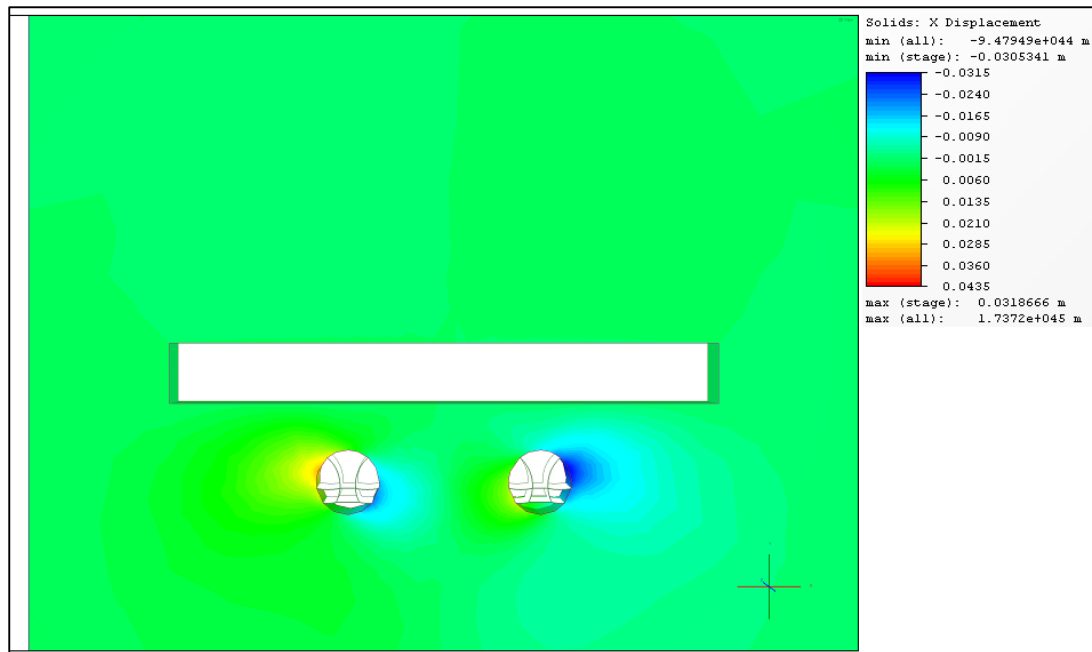 Solids: X Displacement
min (all): -9.47949e+044 m
min (stage): -0.0305341 m
-0.0315
-0.0240
-0.0165
-0.0090
-0.0015
0.0060
0.0135
0.0210
0.0285
0.0360
0.0435
max (stage): 0.0318666 m
max (all): 1.7372e+045 m